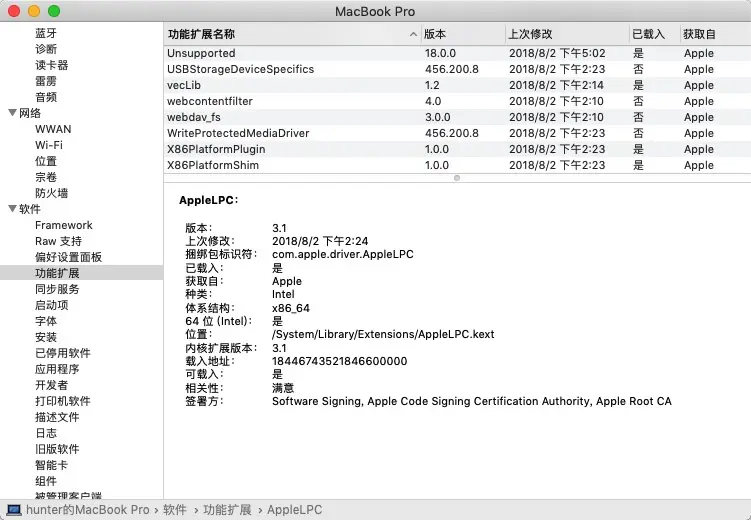 MacBook Pro
蓝牙
诊断
读卡器
雷雳
音频
网络
WWAN
Wi-Fi
位置
宗卷
防火墙
软件
Framework
Raw 支持
偏好设置面板
功能扩展
同步服务
启动项
字体
安装
已停用软件
应用程序
开发者
打印机软件
描述文件
日志
旧版软件
智能卡
组件
被管理客户端
功能扩展名称 版本 上次修改 已载入 获取自
Unsupported 18.0.0 2018/8/2 下午5:02 是 Apple
USBStorageDeviceSpecifics 456.200.8 2018/8/2 下午2:23 否 Apple
vecLib 1.2 2018/8/2 下午2:14 是 Apple
webcontentfilter 4.0 2018/8/2 下午2:10 否 Apple
webdav_fs 3.0.0 2018/8/2 下午2:10 否 Apple
WriteProtectedMediaDriver 456.200.8 2018/8/2 下午2:23 否 Apple
X86PlatformPlugin 1.0.0 2018/8/2 下午2:23 是 Apple
X86PlatformShim 1.0.0 2018/8/2 下午2:23 是 Apple
AppleLPC：
版本： 3.1
上次修改： 2018/8/2 下午2:24
捆绑包标识符： com.apple.driver.AppleLPC
已载入： 是
获取自： Apple
种类： Intel
体系结构： x86_64
64 位 (Intel)： 是
位置： /System/Library/Extensions/AppleLPC.kext
内核扩展版本： 3.1
载入地址： 18446743521846600000
可载入： 是
相关性： 满意
签署方： Software Signing, Apple Code Signing Certification Authority, Apple Root CA
hunter的MacBook Pro › 软件 › 功能扩展 › AppleLPC